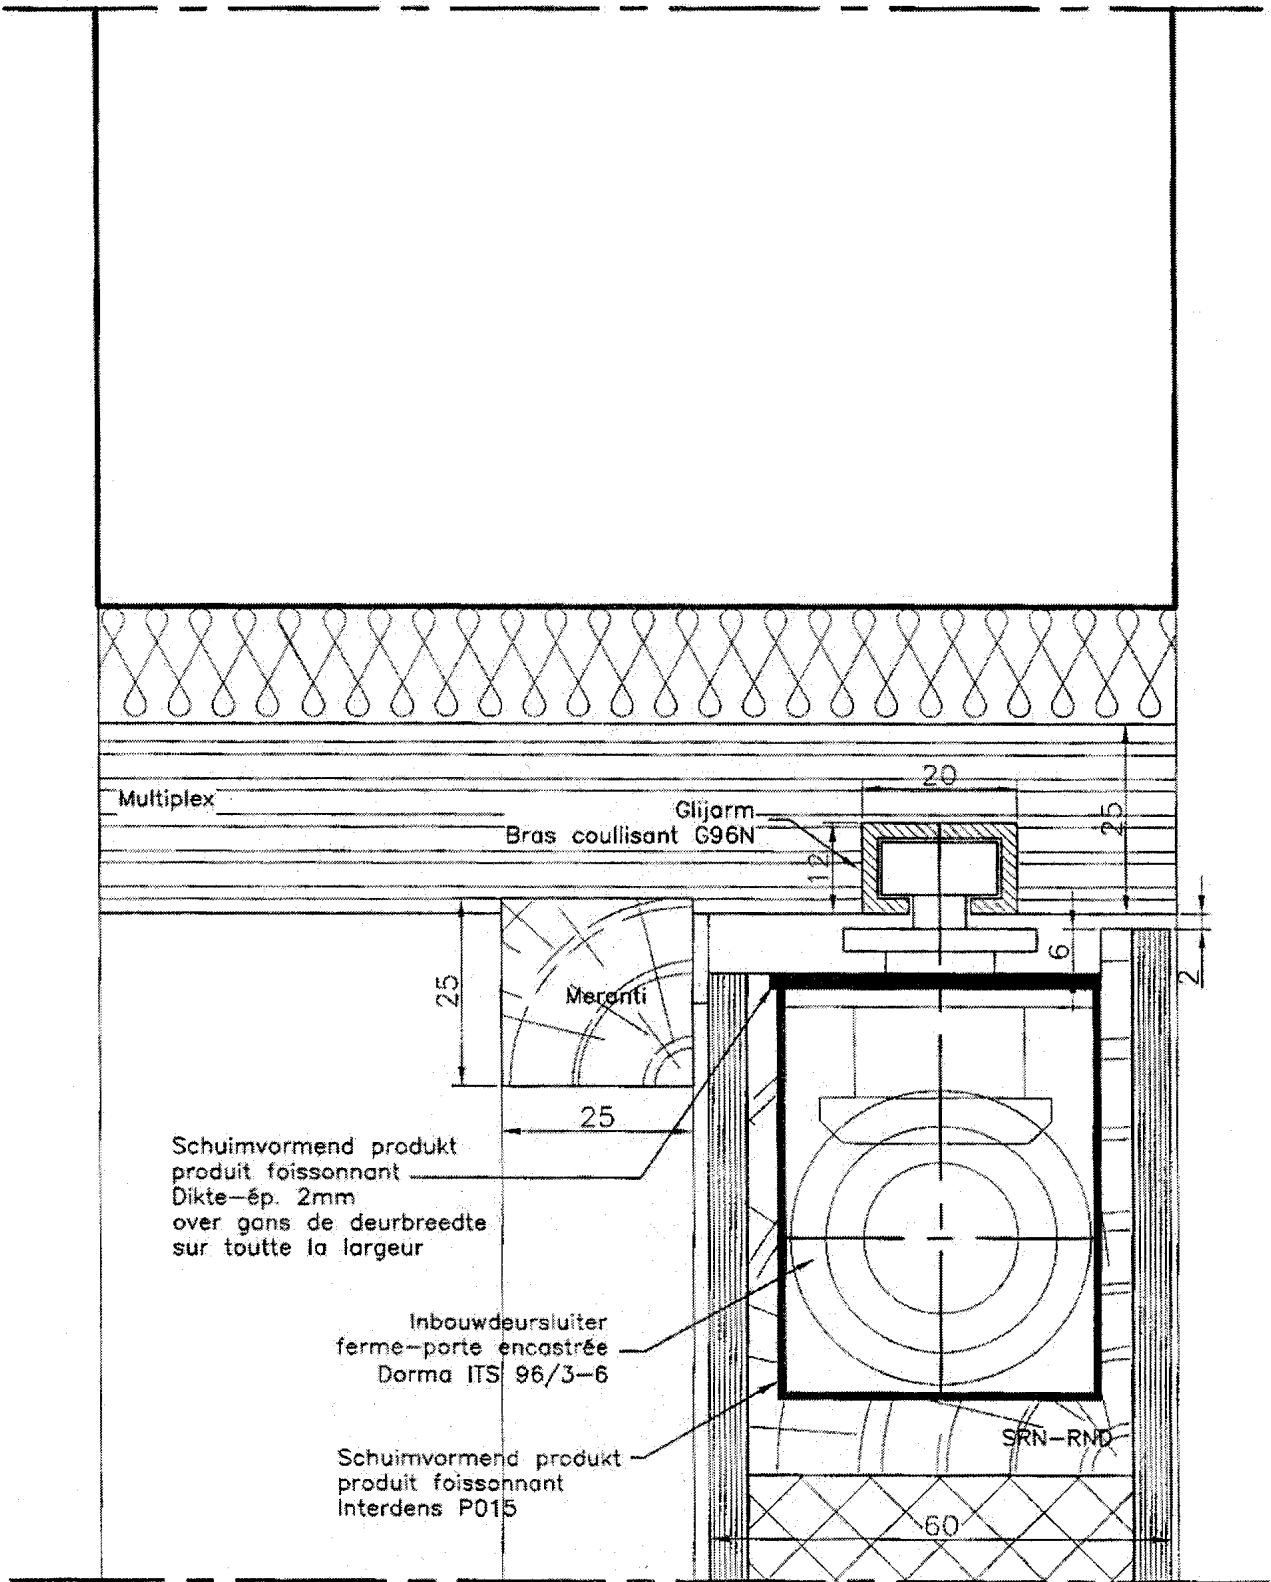 Multiplex
20
Glijarm
Bras coullisant G96N
12
25
6
2
25
Meranti
25
Schuimvormend produkt
produit foissonnant
Dikte-ép. 2mm
over gans de deurbreedte
sur toutte la largeur
Inbouwdeursluiter
ferme-porte encastrée
Dorma ITS 96/3-6
Schuimvormend produkt
produit foissonnant
Interdens P015
SRN-RND
60